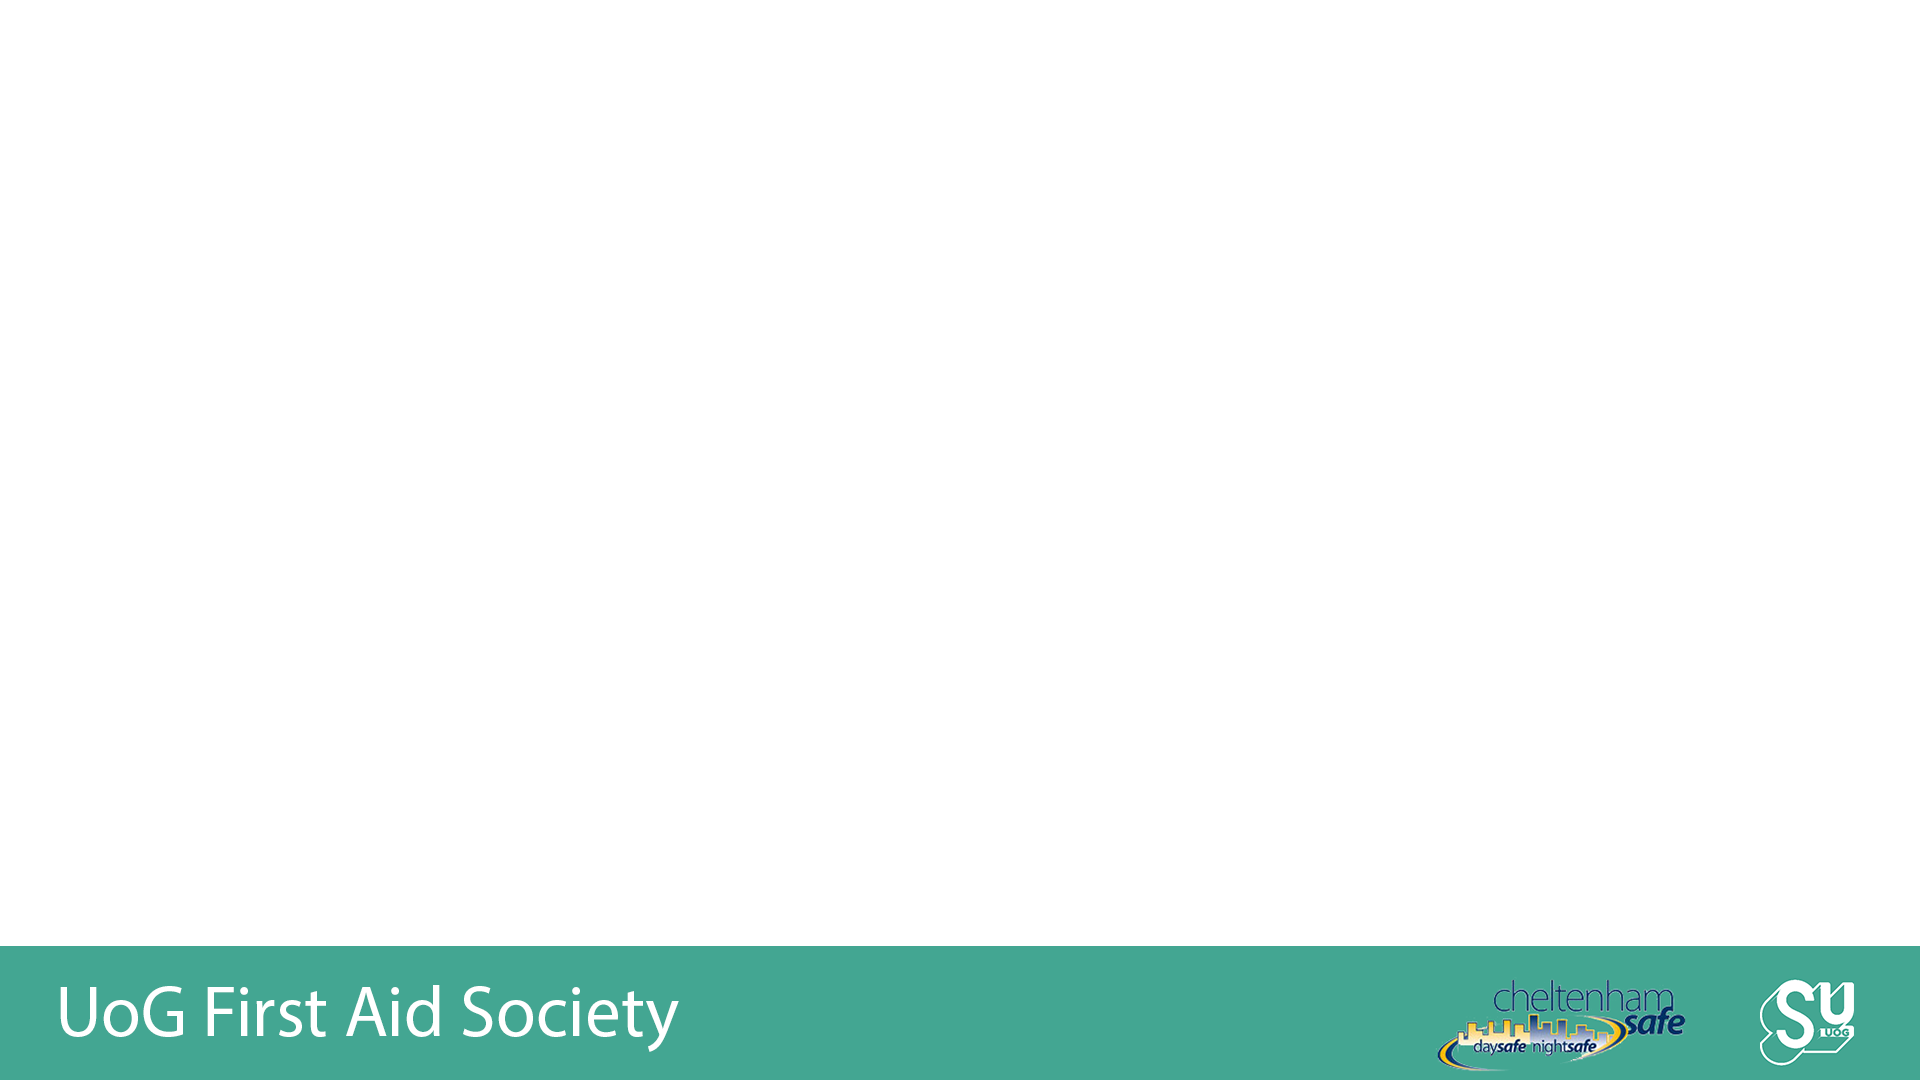 UoG First Aid Society
cheltenham
safe
daysafe nightsafe
SU
UOG